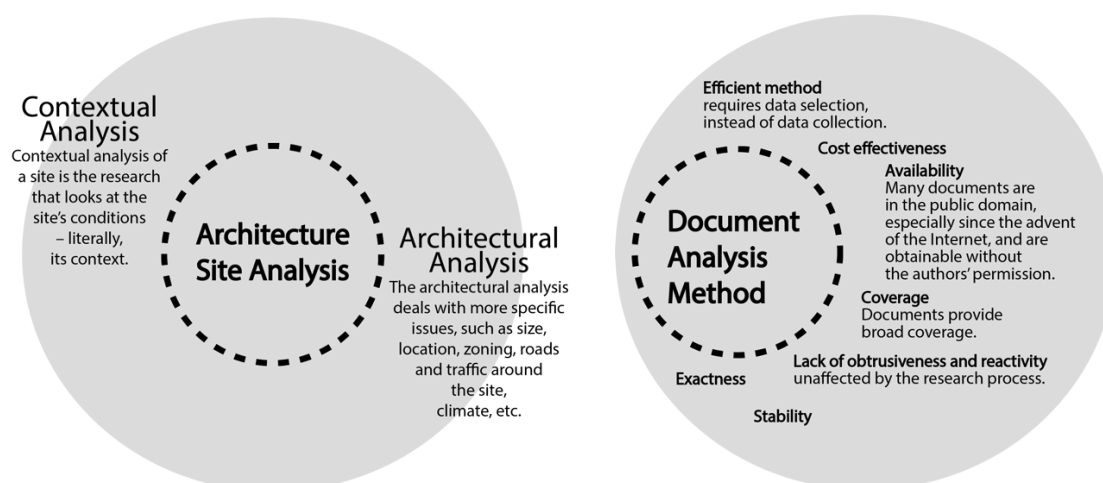 Contextual
Analysis
Contextual analysis of
a site is the research
that looks at the
site's conditions
– literally,
its context.
Architecture
Site Analysis
Architectural
Analysis
The architectural analysis
deals with more specific
issues, such as size,
location, zoning, roads
and traffic around
the site,
climate, etc.
Efficient method
requires data selection,
instead of data collection.
Cost effectiveness
Availability
Many documents are
in the public domain,
especially since the advent
of the Internet, and are
obtainable without
the authors' permission.
Document
Analysis
Method
Coverage
Documents provide
broad coverage.
Lack of obtrusiveness and reactivity
unaffected by the research process.
Exactness
Stability